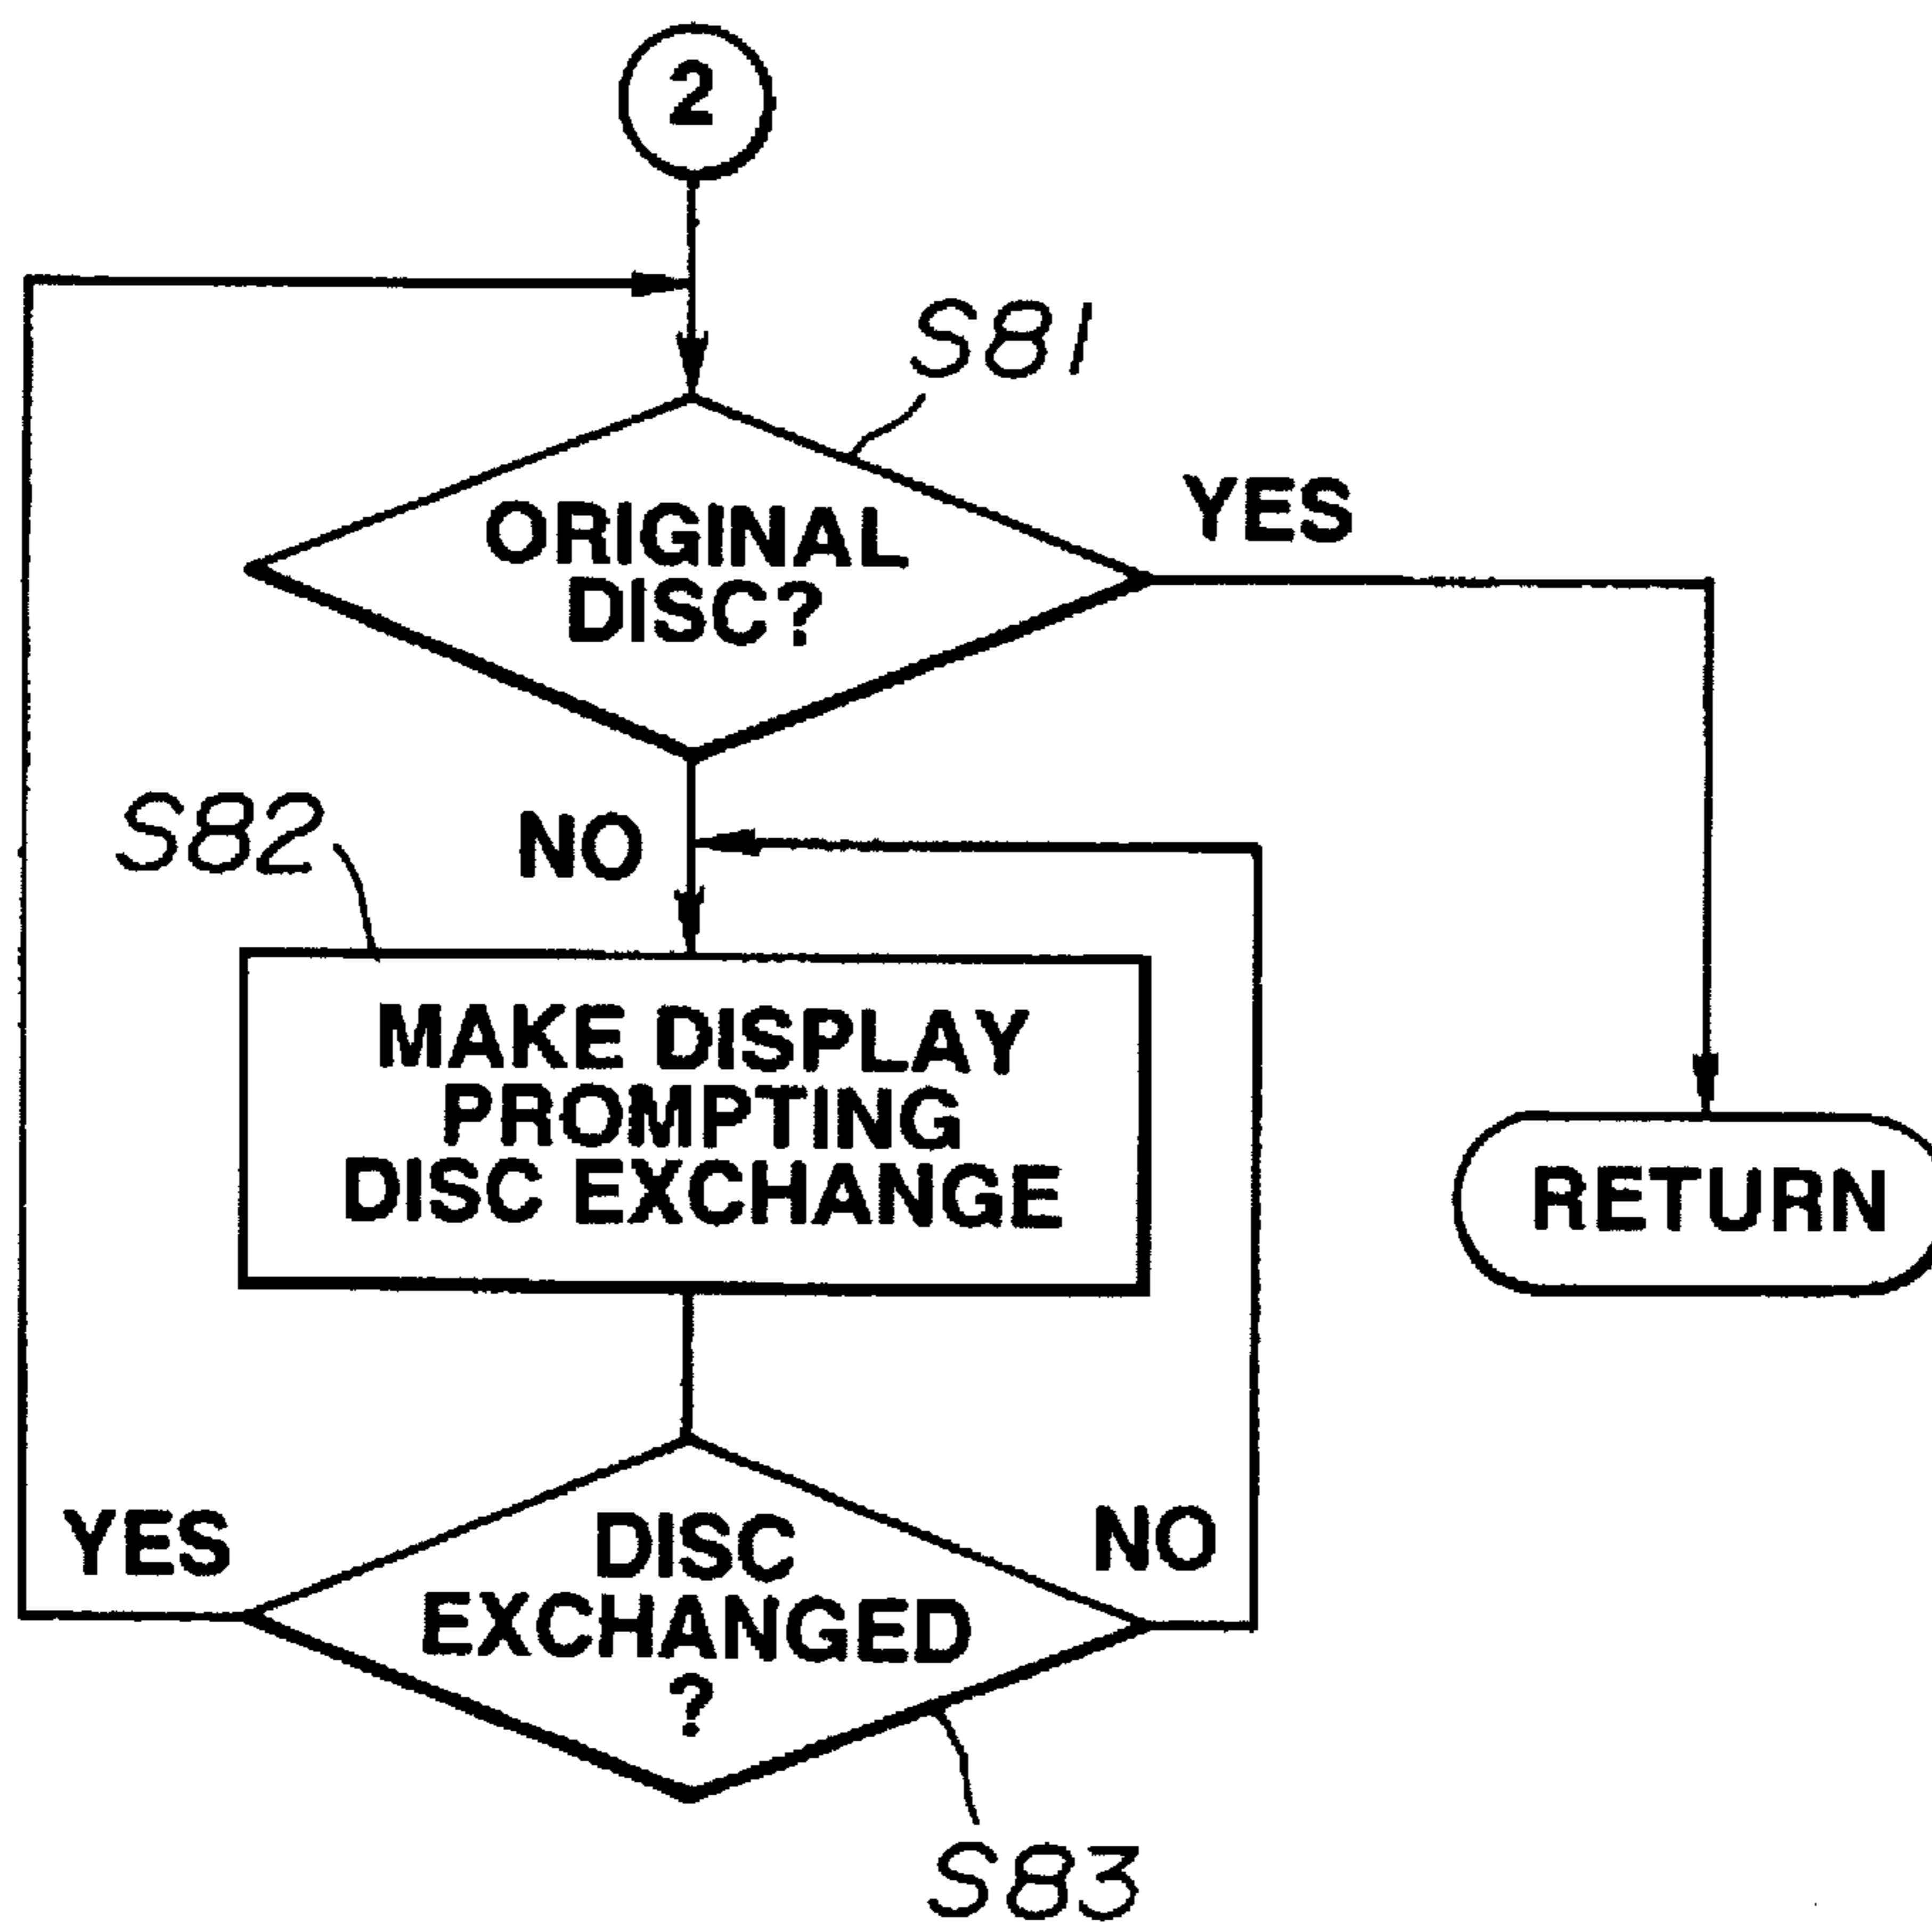 2
S81
ORIGINAL
DISC?
YES
S82
NO
MAKE DISPLAY
PROMPTING
DISC EXCHANGE
RETURN
YES
DISC
EXCHANGED
?
NO
S83